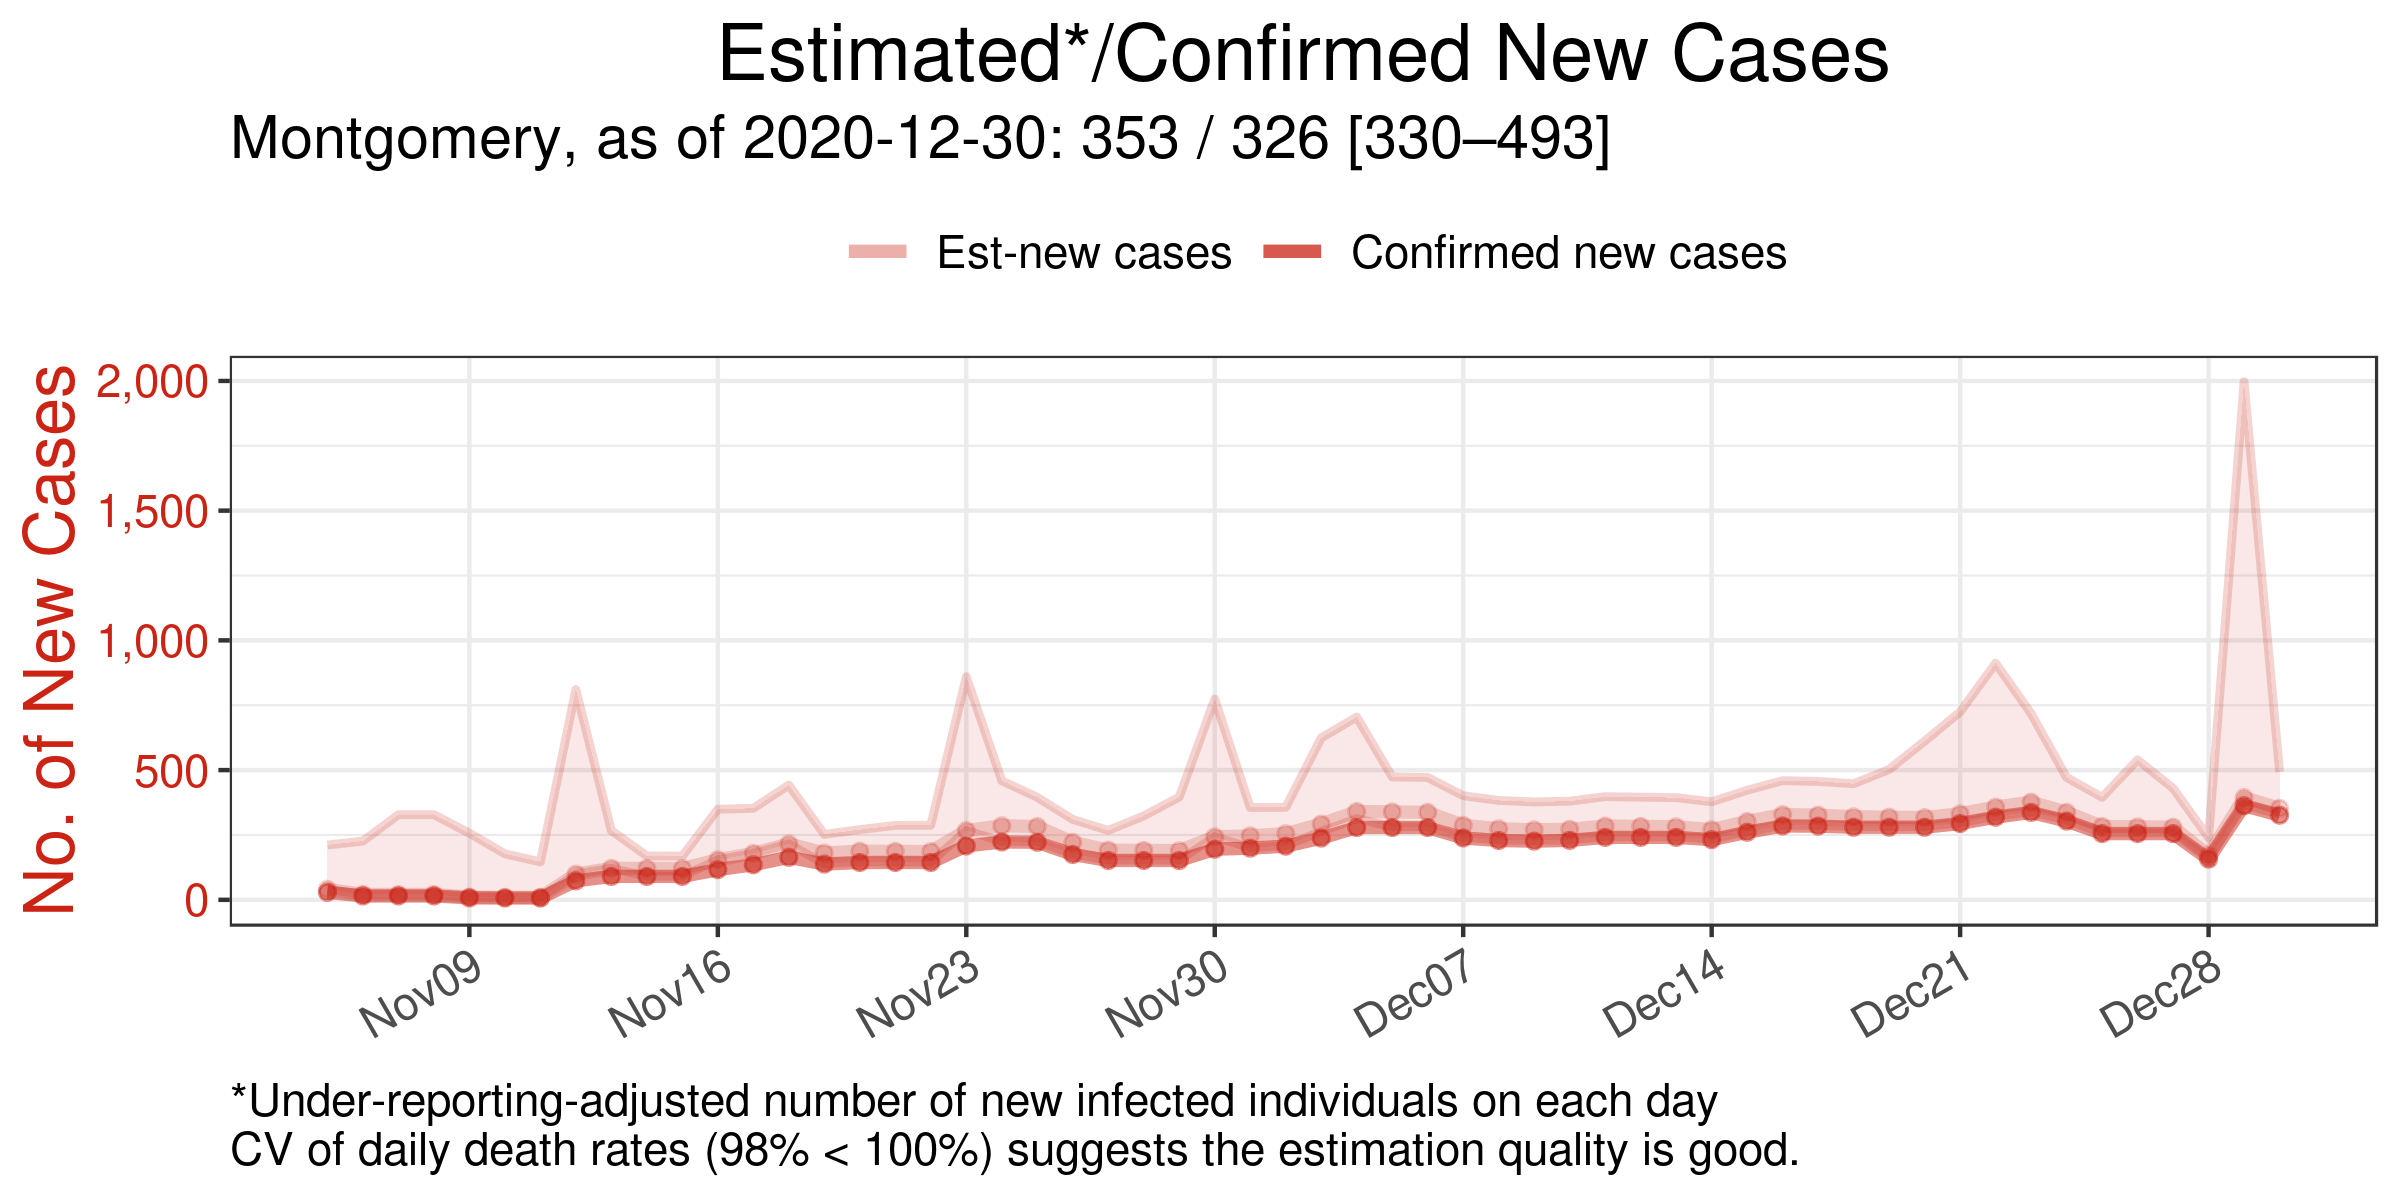 Estimated*/Confirmed New Cases
Montgomery, as of 2020-12-30: 353 / 326 [330–493]
Est-new cases
Confirmed new cases
No. of New Cases
2,000
1,500
1,000
500
0
Nov09
Nov16
Nov23
Nov30
Dec07
Dec14
Dec21
Dec28
*Under-reporting-adjusted number of new infected individuals on each day
CV of daily death rates (98% < 100%) suggests the estimation quality is good.